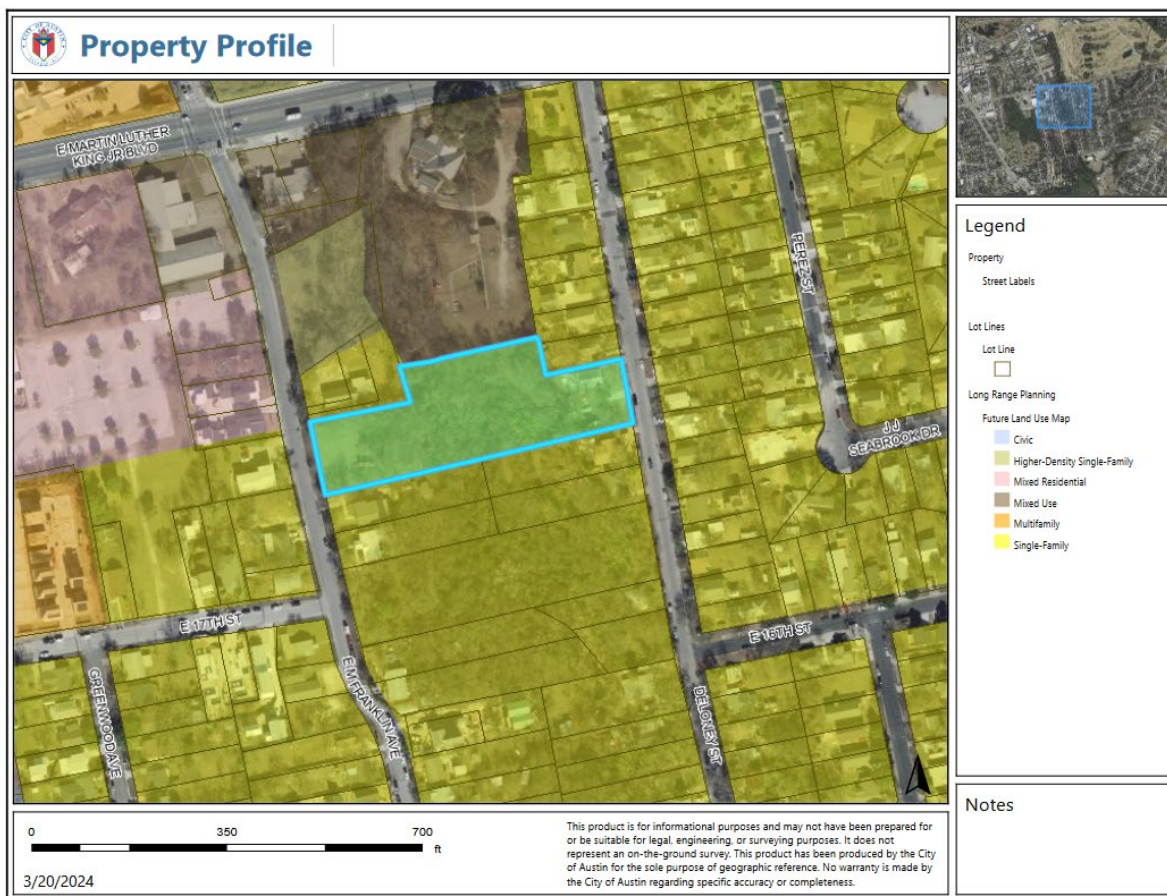 CITY OF AUSTIN
Property Profile
E MARTIN LUTHER
KING JR BLVD
PEREZ ST
J J
SEABROOK DR
E 17TH ST
E 16TH ST
GREENWOOD AVE
E M FRANKLIN AVE
DELONEY ST
Legend
Property
Street Labels
Lot Lines
Lot Line
Long Range Planning
Future Land Use Map
Civic
Higher-Density Single-Family
Mixed Residential
Mixed Use
Multifamily
Single-Family
Notes
0 350 700
ft
3/20/2024
This product is for informational purposes and may not have been prepared for
or be suitable for legal, engineering, or surveying purposes. It does not
represent an on-the-ground survey. This product has been produced by the City
of Austin for the sole purpose of geographic reference. No warranty is made by
the City of Austin regarding specific accuracy or completeness.